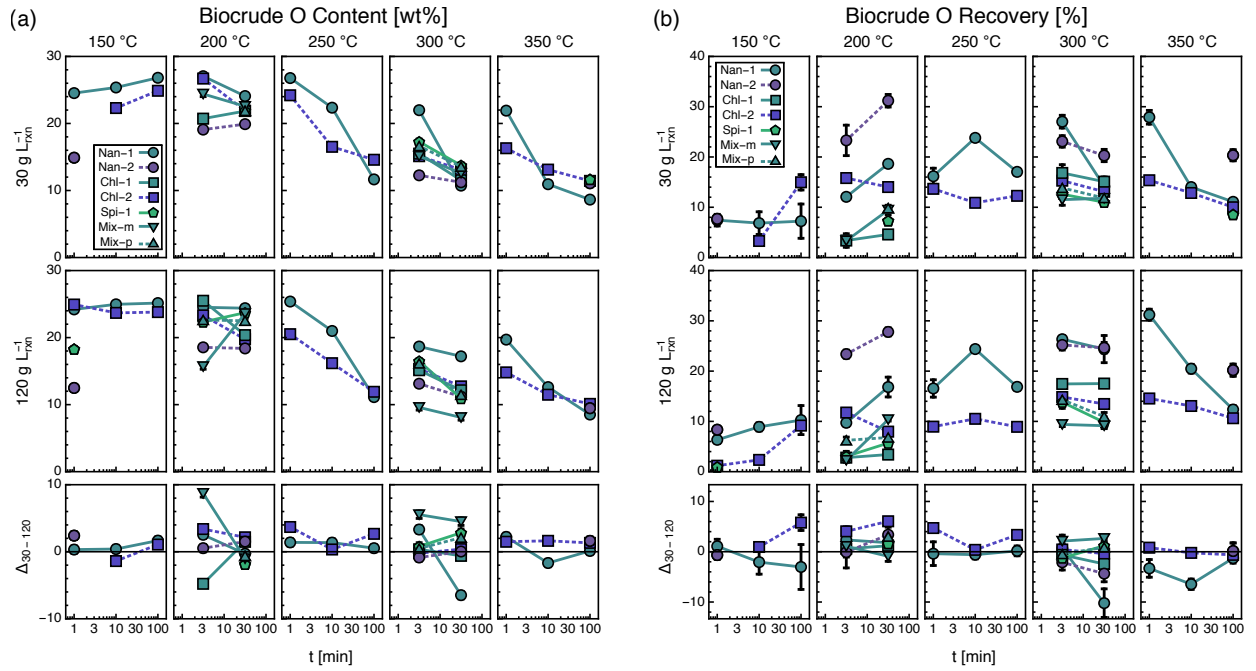 (a) Biocrude O Content [wt%]
150 °C 200 °C 250 °C 300 °C 350 °C
30 g L⁻¹rxn
30
20
10
0
Nan-1
Nan-2
Chl-1
Chl-2
Spi-1
Mix-m
Mix-p
120 g L⁻¹rxn
30
20
10
0
Δ30-120
10
0
-10
1 3 10 30 100 1 3 10 30 100 1 3 10 30 100 1 3 10 30 100 1 3 10 30 100
t [min]
(b) Biocrude O Recovery [%]
150 °C 200 °C 250 °C 300 °C 350 °C
30 g L⁻¹rxn
40
30
20
10
0
Nan-1
Nan-2
Chl-1
Chl-2
Spi-1
Mix-m
Mix-p
120 g L⁻¹rxn
40
30
20
10
0
Δ30-120
10
0
-10
1 3 10 30 100 1 3 10 30 100 1 3 10 30 100 1 3 10 30 100 1 3 10 30 100
t [min]